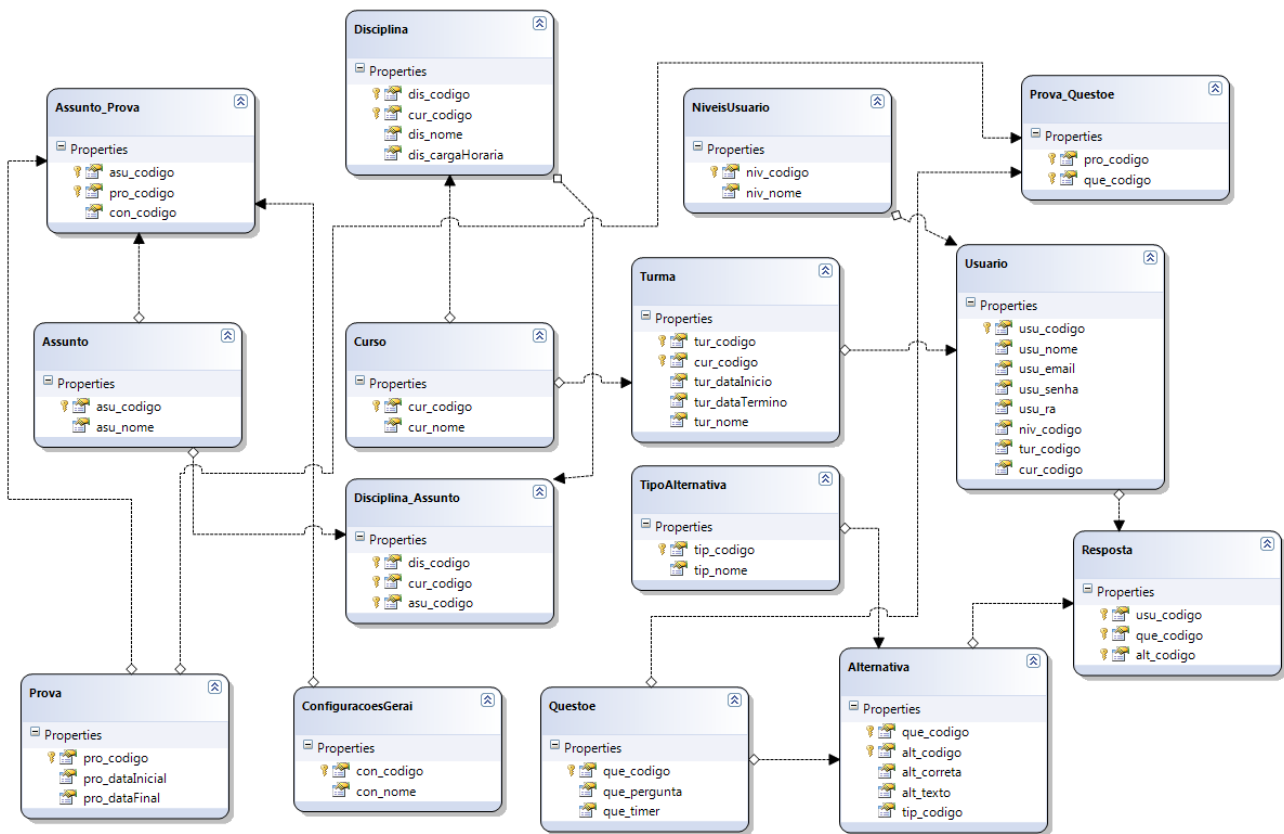 Disciplina
Properties
dis_codigo
cur_codigo
dis_nome
dis_cargaHoraria
Assunto_Prova
Properties
asu_codigo
pro_codigo
con_codigo
NiveisUsuario
Properties
niv_codigo
niv_nome
Prova_Questoe
Properties
pro_codigo
que_codigo
Assunto
Properties
asu_codigo
asu_nome
Curso
Properties
cur_codigo
cur_nome
Turma
Properties
tur_codigo
cur_codigo
tur_dataInicio
tur_dataTermino
tur_nome
Usuario
Properties
usu_codigo
usu_nome
usu_email
usu_senha
usu_ra
niv_codigo
tur_codigo
cur_codigo
Disciplina_Assunto
Properties
dis_codigo
cur_codigo
asu_codigo
TipoAlternativa
Properties
tip_codigo
tip_nome
Resposta
Properties
usu_codigo
que_codigo
alt_codigo
Prova
Properties
pro_codigo
pro_dataInicial
pro_dataFinal
ConfiguracoesGerai
Properties
con_codigo
con_nome
Questoe
Properties
que_codigo
que_pergunta
que_timer
Alternativa
Properties
que_codigo
alt_codigo
alt_correta
alt_texto
tip_codigo